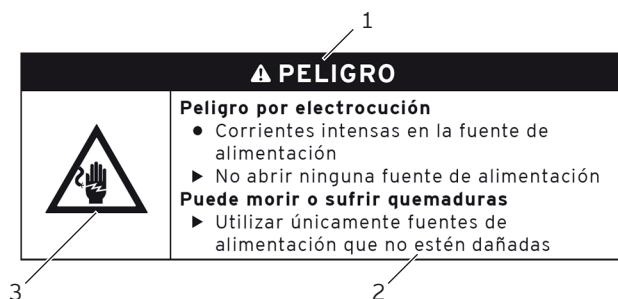 1
⚠ PELIGRO
Peligro por electrocución
● Corrientes intensas en la fuente de
alimentación
▶ No abrir ninguna fuente de alimentación
Puede morir o sufrir quemaduras
▶ Utilizar únicamente fuentes de
alimentación que no estén dañadas
3
2